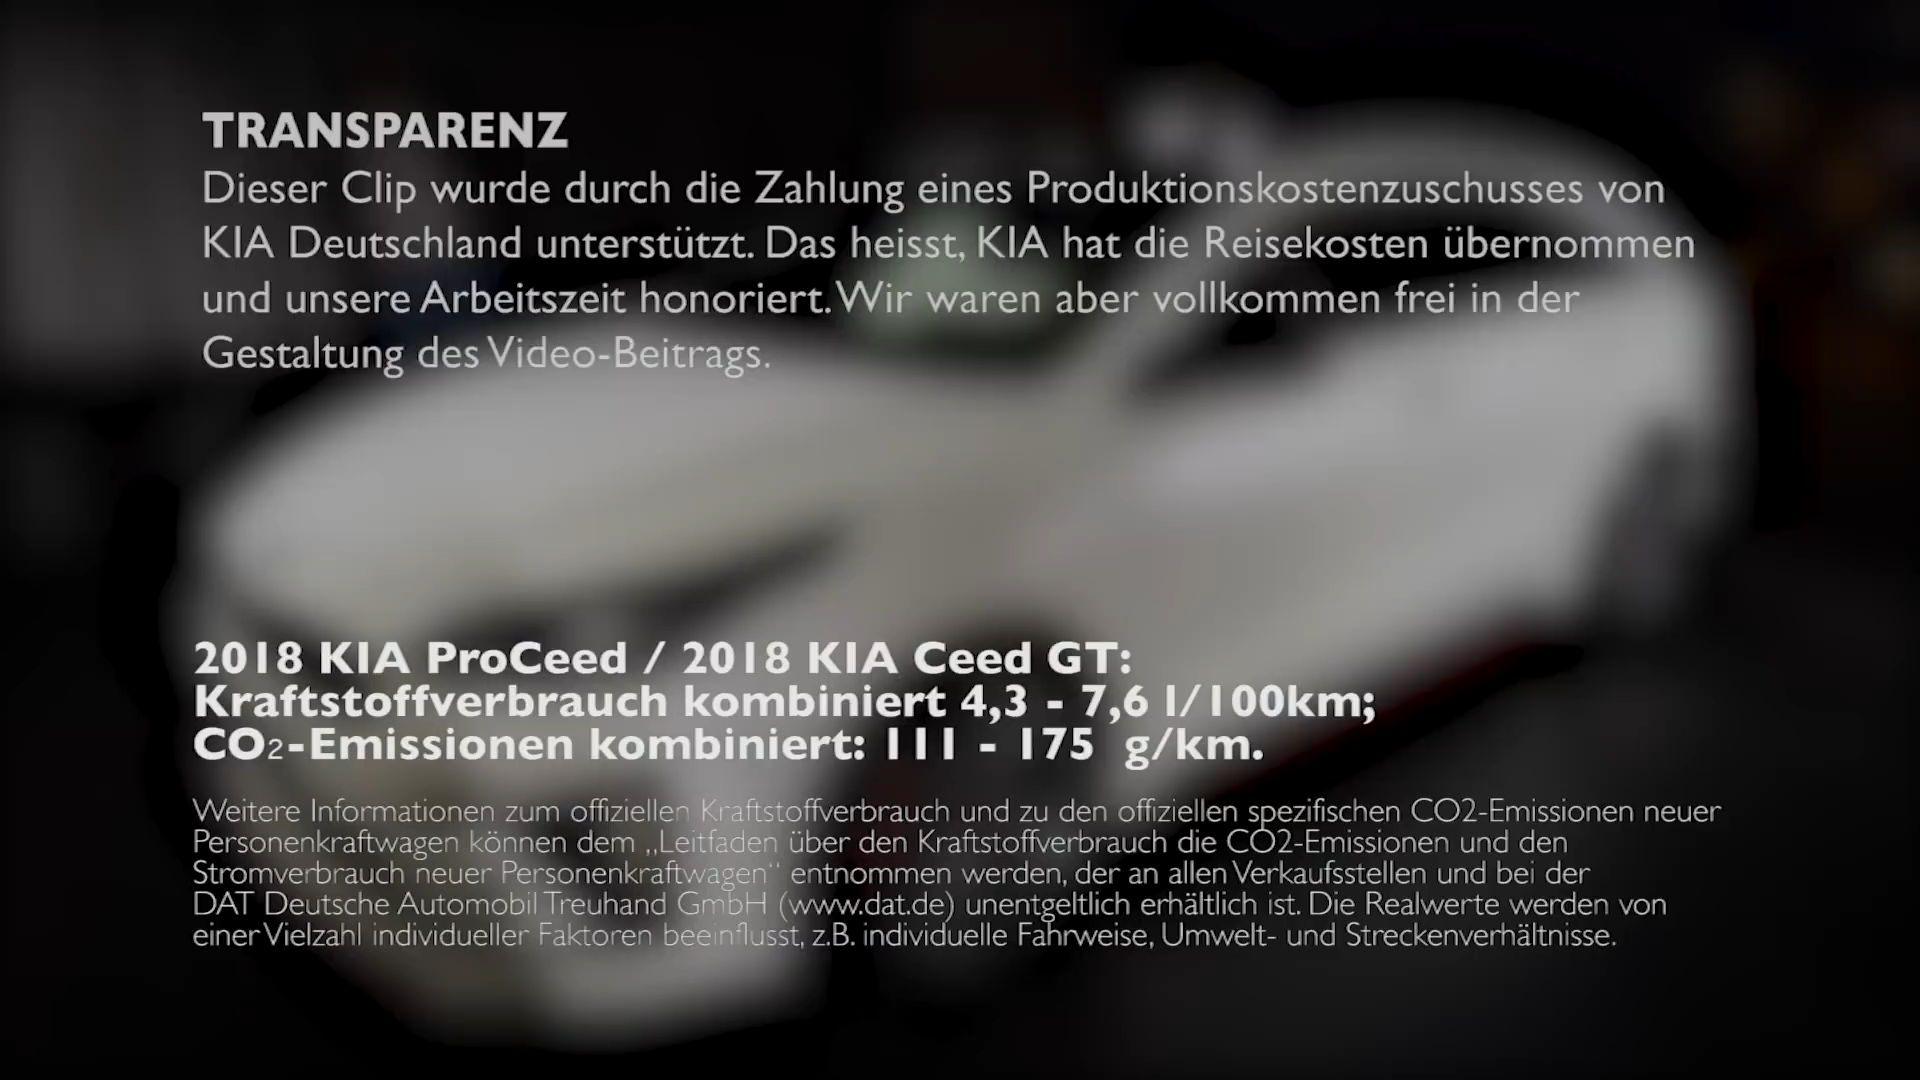 TRANSPARENZ
Dieser Clip wurde durch die Zahlung eines Produktionskostenzuschusses von
KIA Deutschland unterstützt. Das heisst, KIA hat die Reisekosten übernommen
und unsere Arbeitszeit honoriert. Wir waren aber vollkommen frei in der
Gestaltung des Video-Beitrags.
2018 KIA ProCeed / 2018 KIA Ceed GT:
Kraftstoffverbrauch kombiniert 4,3 - 7,6 l/100km;
CO2-Emissionen kombiniert: 111 - 175 g/km.
Weitere Informationen zum offiziellen Kraftstoffverbrauch und zu den offiziellen spezifischen CO2-Emissionen neuer
Personenkraftwagen können dem „Leitfaden über den Kraftstoffverbrauch die CO2-Emissionen und den
Stromverbrauch neuer Personenkraftwagen“ entnommen werden, der an allen Verkaufsstellen und bei der
DAT Deutsche Automobil Treuhand GmbH (www.dat.de) unentgeltlich erhältlich ist. Die Realwerte werden von
einer Vielzahl individueller Faktoren beeinflusst, z.B. individuelle Fahrweise, Umwelt- und Streckenverhältnisse.